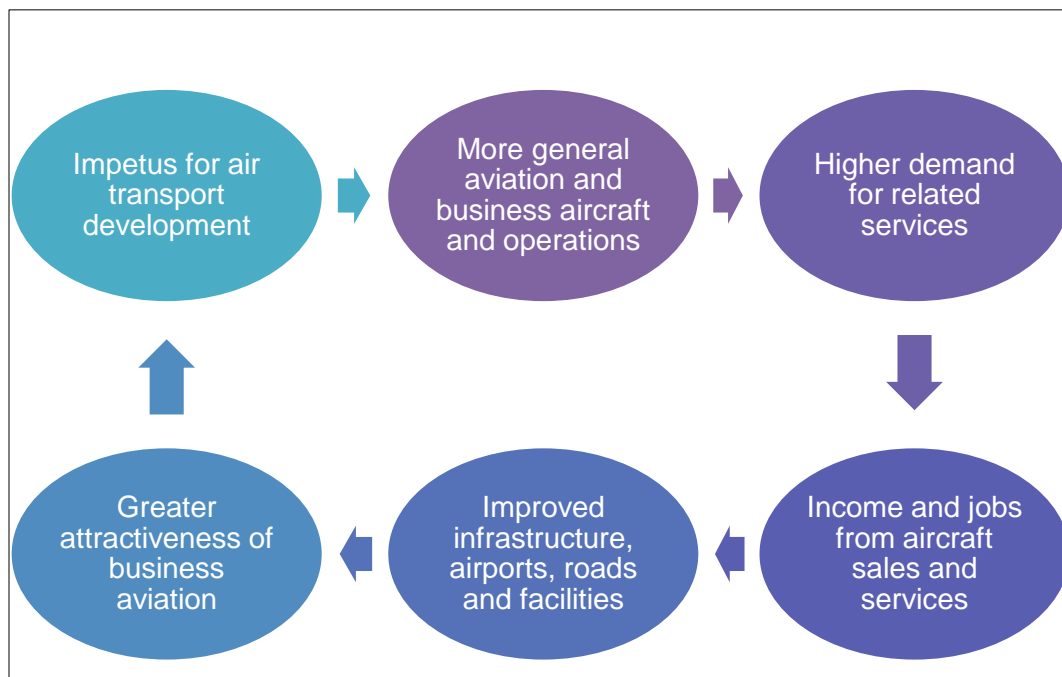 Impetus for air
transport
development
More general
aviation and
business aircraft
and operations
Higher demand
for related
services
Income and jobs
from aircraft
sales and
services
Improved
infrastructure,
airports, roads
and facilities
Greater
attractiveness of
business
aviation